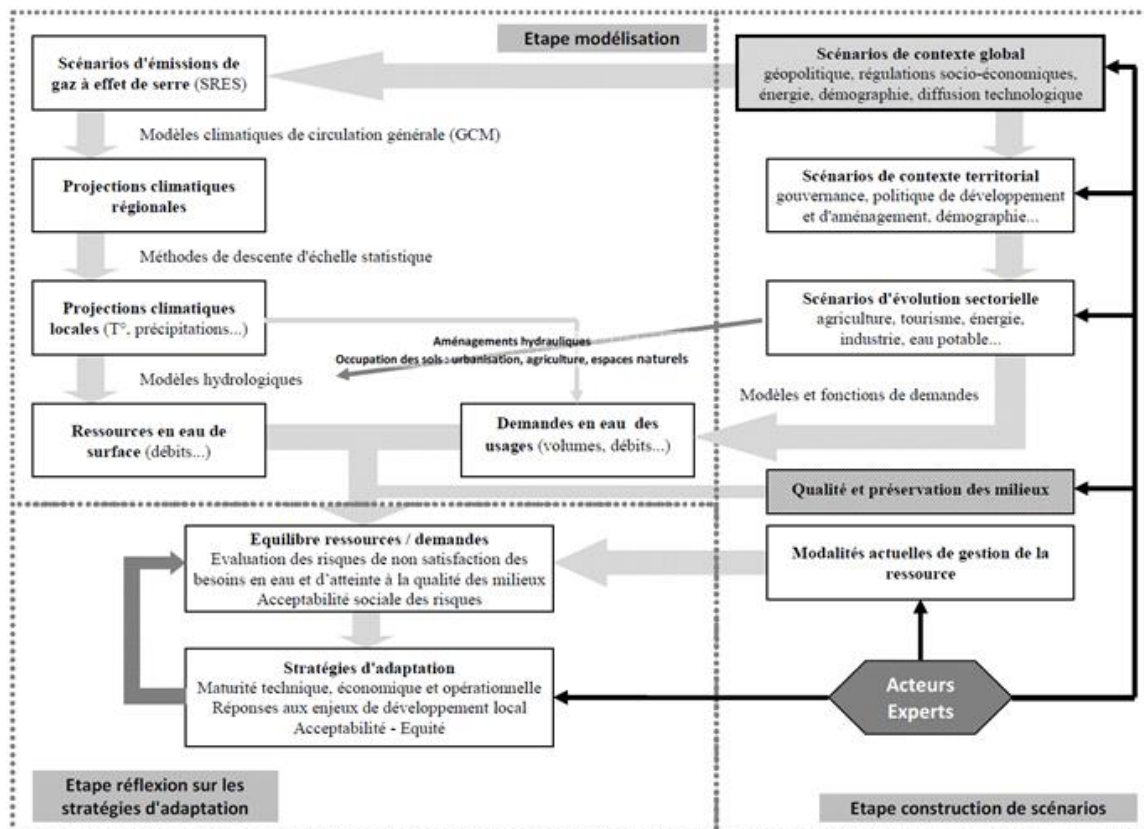 Etape modélisation
Scénarios d'émissions de
gaz à effet de serre (SRES)
Modèles climatiques de circulation générale (GCM)
Projections climatiques
régionales
Méthodes de descente d'échelle statistique
Projections climatiques
locales (T°. précipitations...)
Aménagements hydrauliques
Occupation des sols : urbanisation, agriculture, espaces naturels
Modèles hydrologiques
Ressources en eau de
surface (débits...)
Demandes en eau des
usages (volumes, débits...)
Scénarios de contexte global
géopolitique, régulations socio-économiques,
énergie, démographie, diffusion technologique
Scénarios de contexte territorial
gouvernance, politique de développement
et d'aménagement, démographie...
Scénarios d'évolution sectorielle
agriculture, tourisme, énergie,
industrie, eau potable...
Modèles et fonctions de demandes
Qualité et préservation des milieux
Modalités actuelles de gestion de la
ressource
Equilibre ressources / demandes
Evaluation des risques de non satisfaction des
besoins en eau et d'atteinte à la qualité des milieux
Acceptabilité sociale des risques
Stratégies d'adaptation
Maturité technique, économique et opérationnelle
Réponses aux enjeux de développement local
Acceptabilité - Equité
Acteurs
Experts
Etape réflexion sur les
stratégies d'adaptation
Etape construction de scénarios